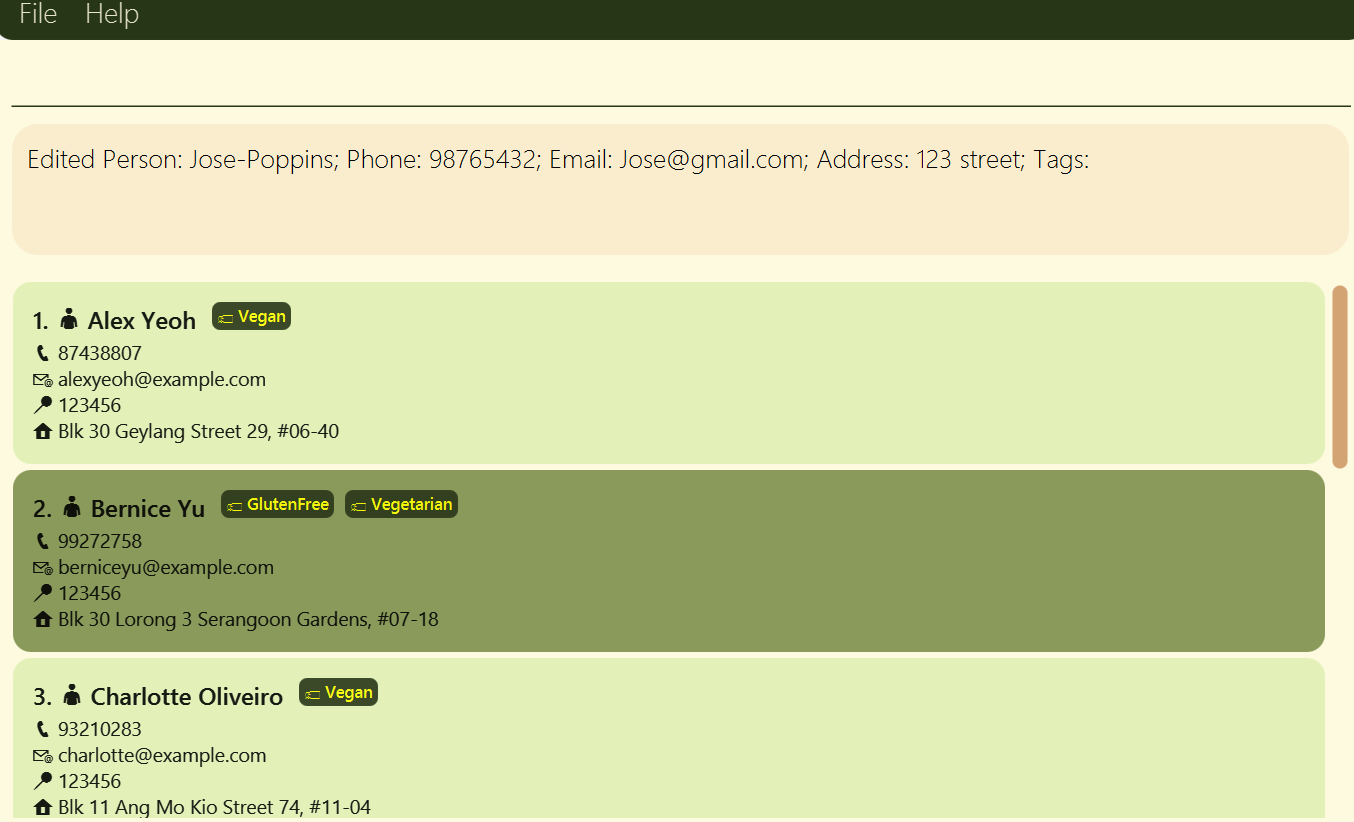 File Help
Edited Person: Jose-Poppins; Phone: 98765432; Email: Jose@gmail.com; Address: 123 street; Tags:
1. Alex Yeoh Vegan
87438807
alexyeoh@example.com
123456
Blk 30 Geylang Street 29, #06-40
2. Bernice Yu GlutenFree Vegetarian
99272758
berniceyu@example.com
123456
Blk 30 Lorong 3 Serangoon Gardens, #07-18
3. Charlotte Oliveiro Vegan
93210283
charlotte@example.com
123456
Blk 11 Ang Mo Kio Street 74, #11-04